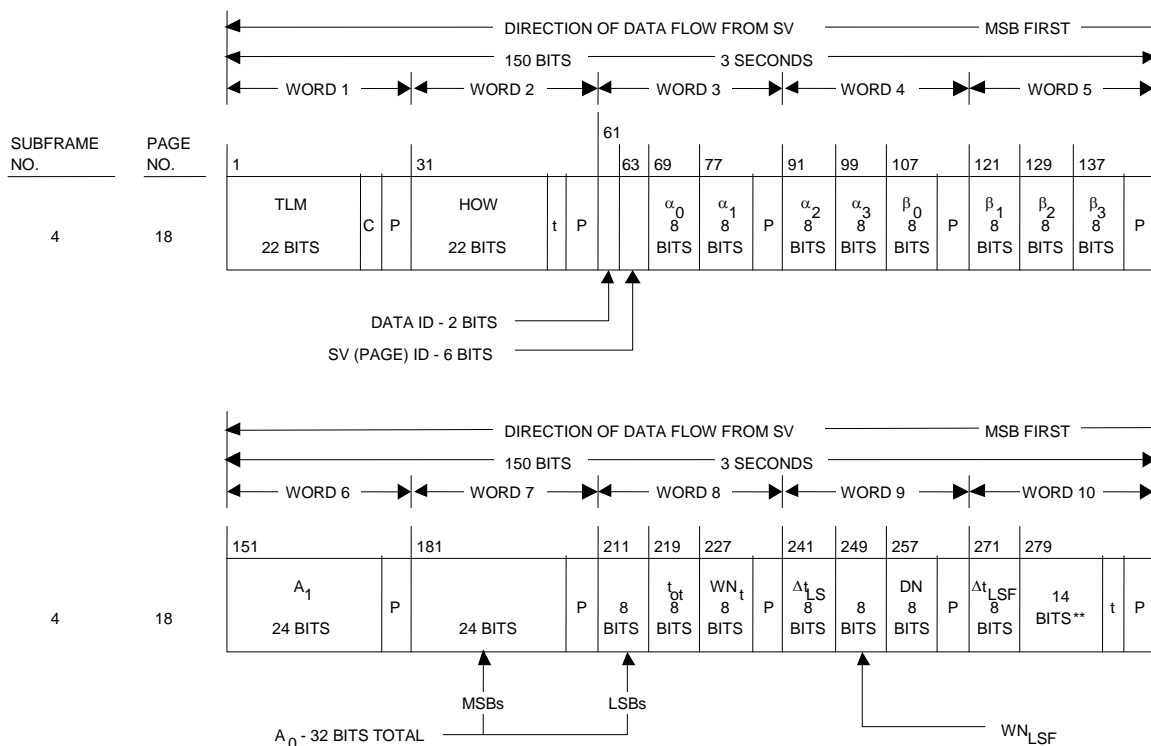 DIRECTION OF DATA FLOW FROM SV MSB FIRST
150 BITS 3 SECONDS
WORD 1 WORD 2 WORD 3 WORD 4 WORD 5
SUBFRAME NO. PAGE NO.
1 31 61 63 69 77 91 99 107 121 129 137
4 18
TLM 22 BITS C P HOW 22 BITS t P α0 8 BITS α1 8 BITS P α2 8 BITS α3 8 BITS β0 8 BITS P β1 8 BITS β2 8 BITS β3 8 BITS P
DATA ID - 2 BITS
SV (PAGE) ID - 6 BITS
DIRECTION OF DATA FLOW FROM SV MSB FIRST
150 BITS 3 SECONDS
WORD 6 WORD 7 WORD 8 WORD 9 WORD 10
151 181 211 219 227 241 249 257 271 279
4 18
A1 24 BITS P 24 BITS P 8 BITS tot 8 BITS WNt 8 BITS P ΔtLS 8 BITS 8 BITS DN 8 BITS P ΔtLSF 8 BITS 14 BITS** t P
MSBs LSBs
A0 - 32 BITS TOTAL
WNLSF